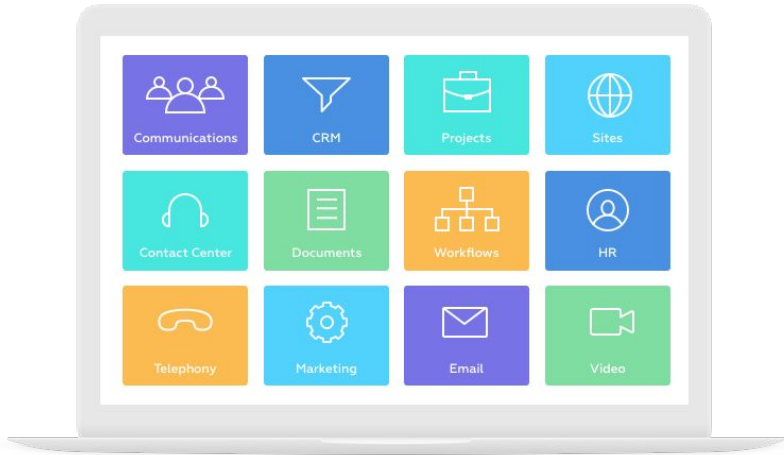 Communications
CRM
Projects
Sites
Contact Center
Documents
Workflows
HR
Telephony
Marketing
Email
Video